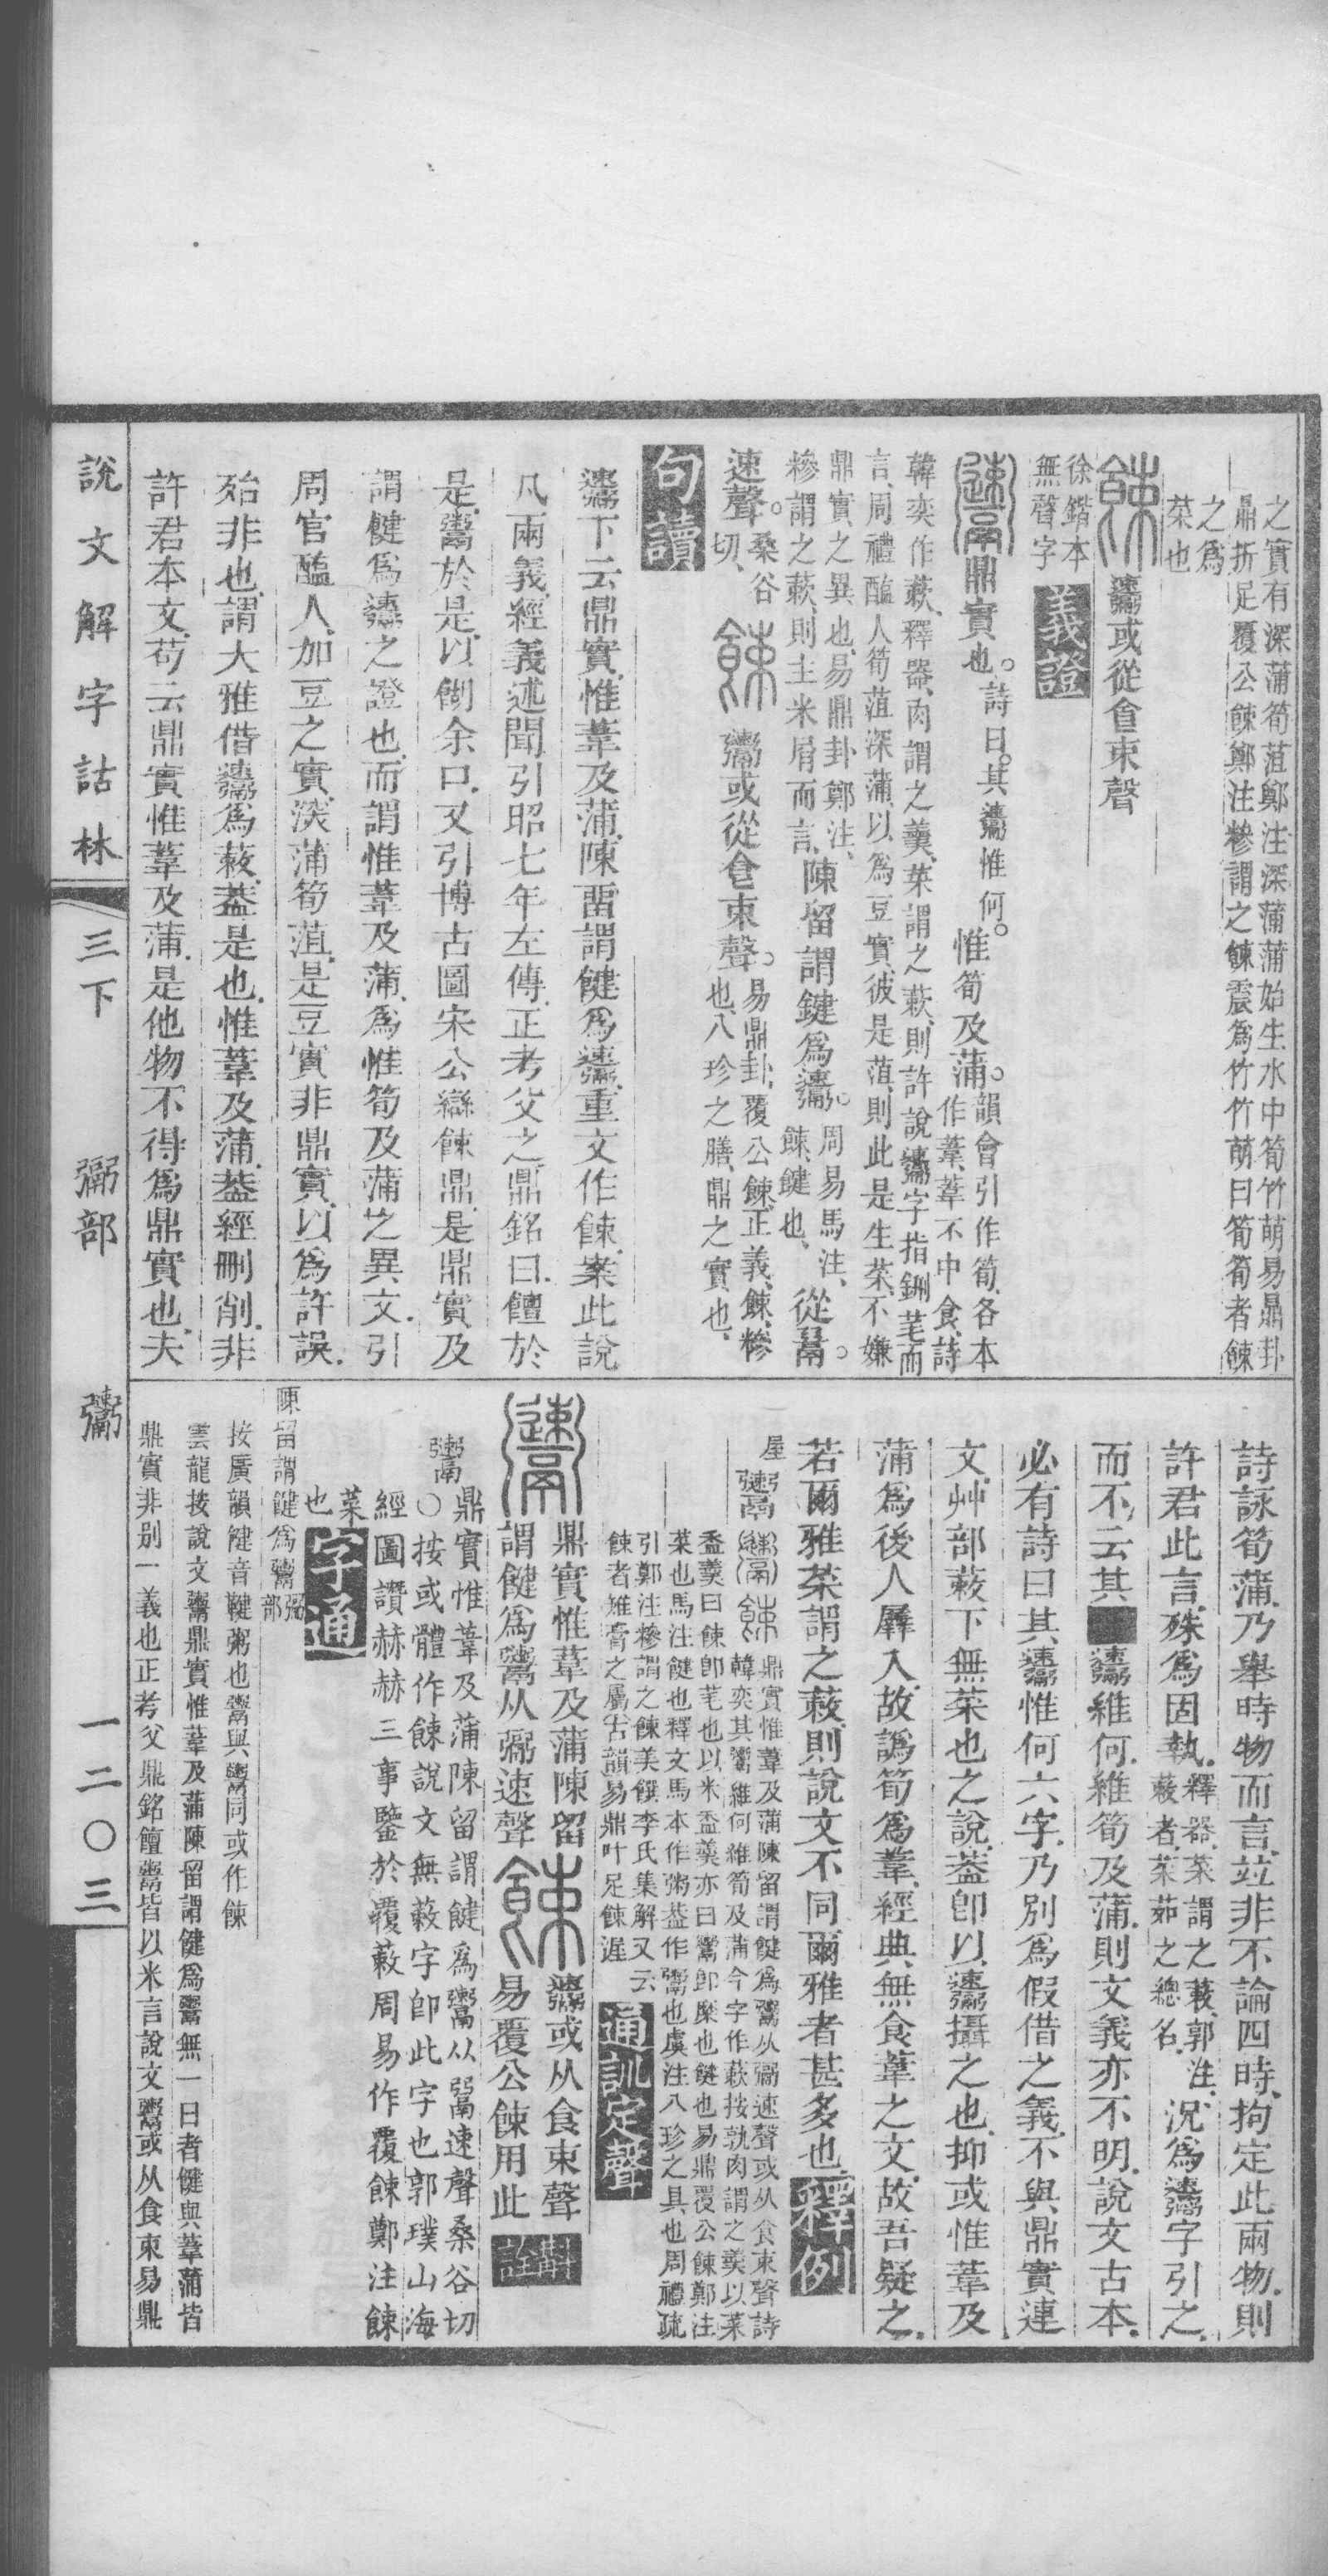 之實有深蒲筍菹鄭注深蒲蒲始生水中筍竹萌易鼎卦
鼎折足覆公餗鄭注糝謂之餗震爲竹竹萌曰筍筍者餗
之爲
菜也
餗 䰞或從食束聲
徐鍇本
無聲字
義證
䰞 鼎實也。詩曰。其䰞惟何。惟筍及蒲。韻會引作筍、各本
作葦、葦不中食、詩
韓奕作蔌、釋器、肉謂之羹、菜謂之蔌、則許說䰞字指鉶芼而
言、周禮醢人筍菹深蒲、以爲豆實、彼是菹、則此是生菜、不嫌
鼎實之異也、易鼎卦鄭注、
糝謂之蔌、則主米屑而言、陳留謂鍵爲䰞。周易馬注、
餗、鍵也、從鬲。
速聲。桑谷
切、
餗 䰞或從食束聲。易鼎卦、覆公餗、正義、餗、糝
也、八珍之膳、鼎之實也、
句讀
䰞下云鼎實、惟葦及蒲、陳留謂健爲䰞、重文作餗、案此說
凡兩義、經義述聞引昭七年左傳、正考父之鼎銘曰、饘於
是、鬻於是、以餬余口、又引博古圖宋公䜌餗鼎、是鼎實、及
謂健爲䰞之證也、而謂惟葦及蒲、爲惟筍及蒲之異文、引
周官醢人、加豆之實、深蒲筍菹、是豆實非鼎實、以爲許誤、
殆非也、謂大雅借䰞爲蔌、蓋是也、惟葦及蒲、蓋經刪削、非
許君本文、苟云鼎實惟葦及蒲、是他物不得爲鼎實也、夫
詩詠筍蒲、乃舉時物而言、竝非不論四時、拘定此兩物、則
許君此言、殊爲固執、釋器、菜謂之蔌、郭注、
蔌者、菜茹之總名、況爲䰞字引之、
而不云其䰞維何、維筍及蒲、則文義亦不明、說文古本、
必有詩曰其䰞惟何六字、乃別爲假借之義、不與鼎實連
文、艸部蔌下無菜也之說、蓋卽以䰞攝之也、抑或惟葦及
蒲爲後人羼入、故譌筍爲葦、經典無食葦之文、故吾疑之、
若爾雅菜謂之蔌、則說文不同爾雅者甚多也、
釋例
屋 䰞 䰞 餗 鼎實惟葦及蒲陳留謂健爲䰞从䰜速聲或从食束聲詩
韓奕其䰞維何維筍及蒲今字作蔌按孰肉謂之羹以菜
盉羹曰餗卽芼也以米盉羹亦曰䰞卽糜也健也易鼎覆公餗鄭注
菜也馬注健也釋文馬本作粥蓋作鬻也虞注八珍之具也周禮疏
引鄭注糝謂之餗美饌李氏集解又云
餗者雉膏之屬古韻易鼎叶足餗渥
通訓定聲
䰞 鼎實惟葦及蒲陳留
謂健爲䰞从䰜速聲
餗 䰞或从食束聲
易覆公餗用此
斠詮
䰞 鼎實惟葦及蒲陳留謂健爲䰞从䰜速聲桑谷切
○按或體作餗說文無蔌字卽此字也郭璞山海
經圖讚赫赫三事鑒於覆蔌周易作覆餗鄭注餗
菜
也
字通
陳留謂健爲䰞䰜
部
按廣韻健音鞬粥也䰞與䰞同或作餗
雲龍按說文䰞鼎實惟葦及蒲陳留謂健爲䰞無一曰者健與葦蒲皆
鼎實非別一義也正考父鼎銘饘鬻皆以米言說文䰞或从食束易鼎
說文解字詁林 三下 䰜部 䰞 一二〇三